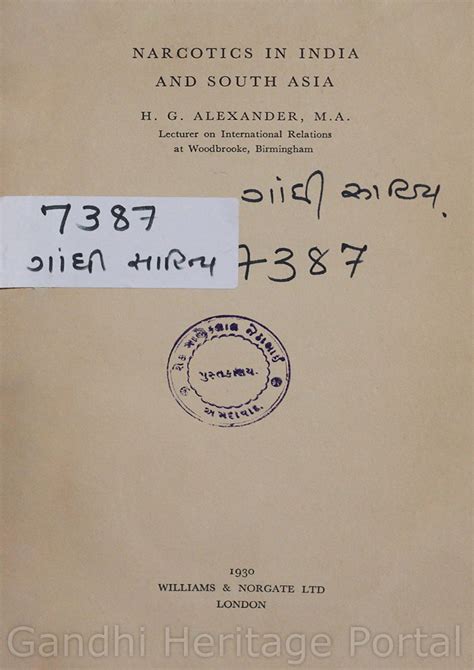 NARCOTICS IN INDIA
AND SOUTH ASIA
H. G. ALEXANDER, M.A.
Lecturer on International Relations
at Woodbrooke, Birmingham
ગાંધી સાહિત્ય
7387
ગાંધી સાહિત્ય
7387
શેઠ માણેકલાલ જેઠાભાઈ
પુસ્તકાલય.
અમદાવાદ.
1930
WILLIAMS & NORGATE LTD
LONDON
Gandhi Heritage Portal